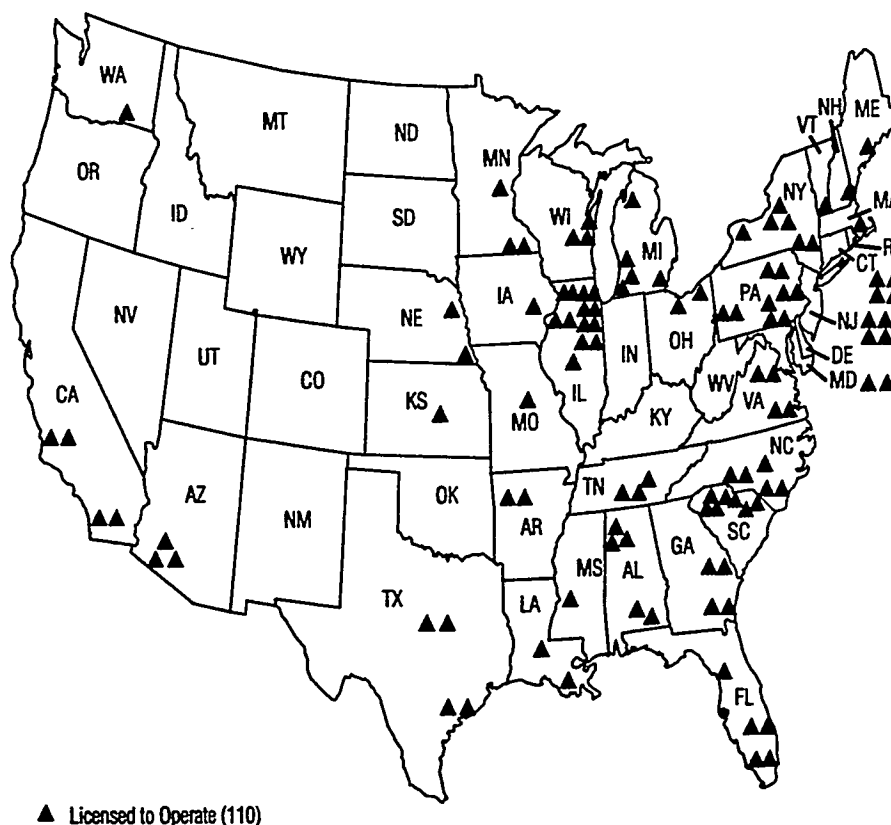 WA
MT
ND
MN
VT
NH
ME
OR
ID
SD
WI
MI
NY
MA
R
CT
WY
NV
UT
CO
NE
IA
IL
IN
OH
PA
NJ
DE
MD
CA
KS
MO
KY
WV
VA
AZ
NM
OK
AR
TN
NC
SC
TX
LA
MS
AL
GA
FL
▲ Licensed to Operate (110)